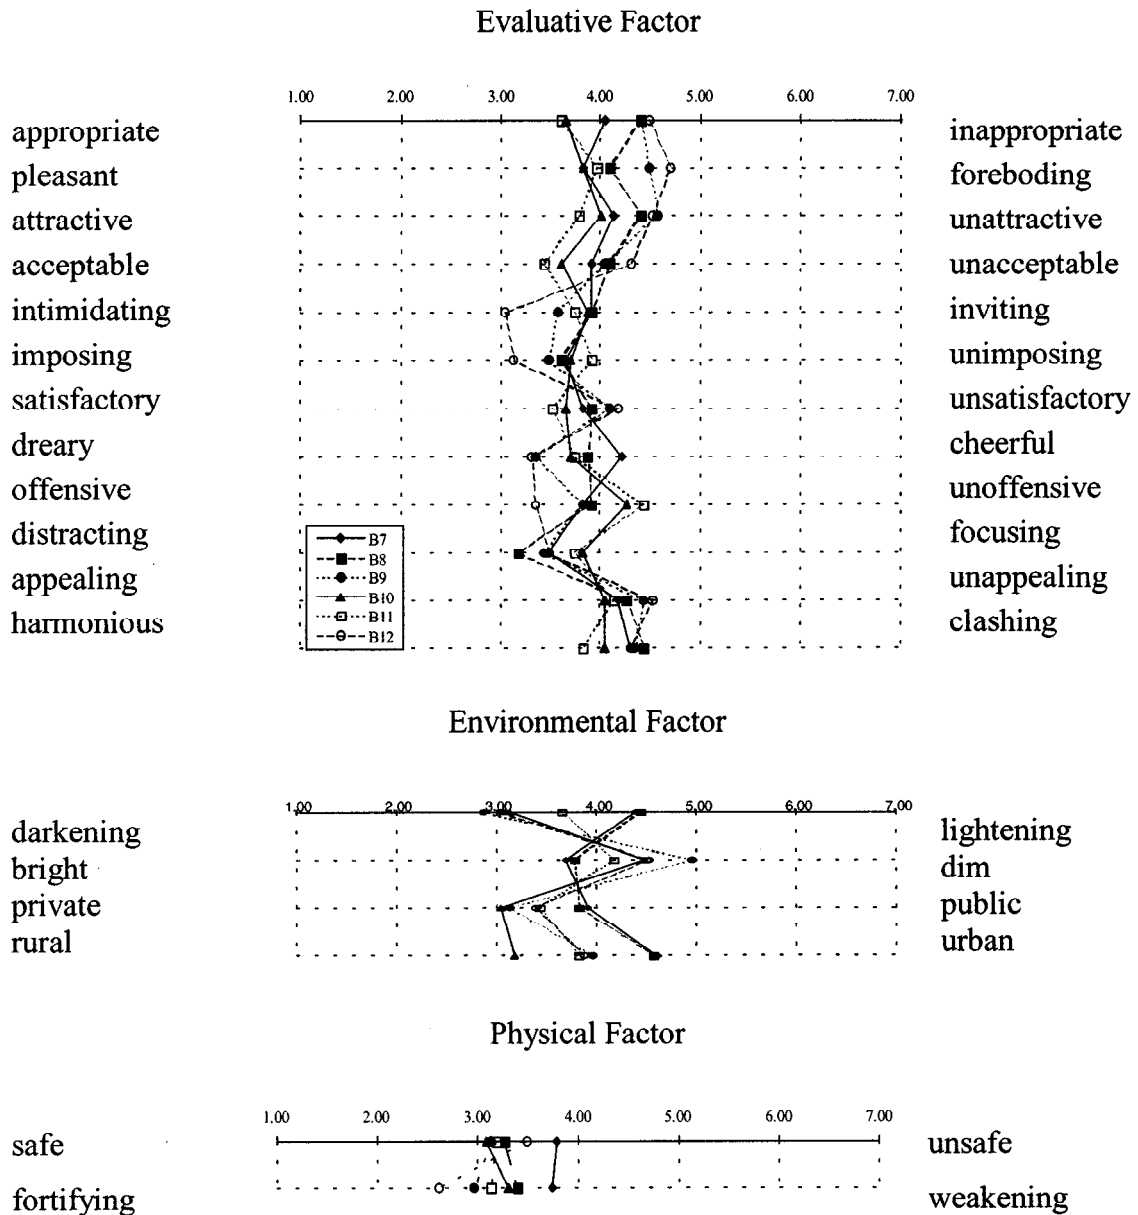 Evaluative Factor
1.00 2.00 3.00 4.00 5.00 6.00 7.00
appropriate inappropriate
pleasant foreboding
attractive unattractive
acceptable unacceptable
intimidating inviting
imposing unimposing
satisfactory unsatisfactory
dreary cheerful
offensive unoffensive
distracting focusing
appealing unappealing
harmonious clashing
B7
B8
B9
B10
B11
B12
Environmental Factor
1.00 2.00 3.00 4.00 5.00 6.00 7.00
darkening lightening
bright dim
private public
rural urban
Physical Factor
1.00 2.00 3.00 4.00 5.00 6.00 7.00
safe unsafe
fortifying weakening